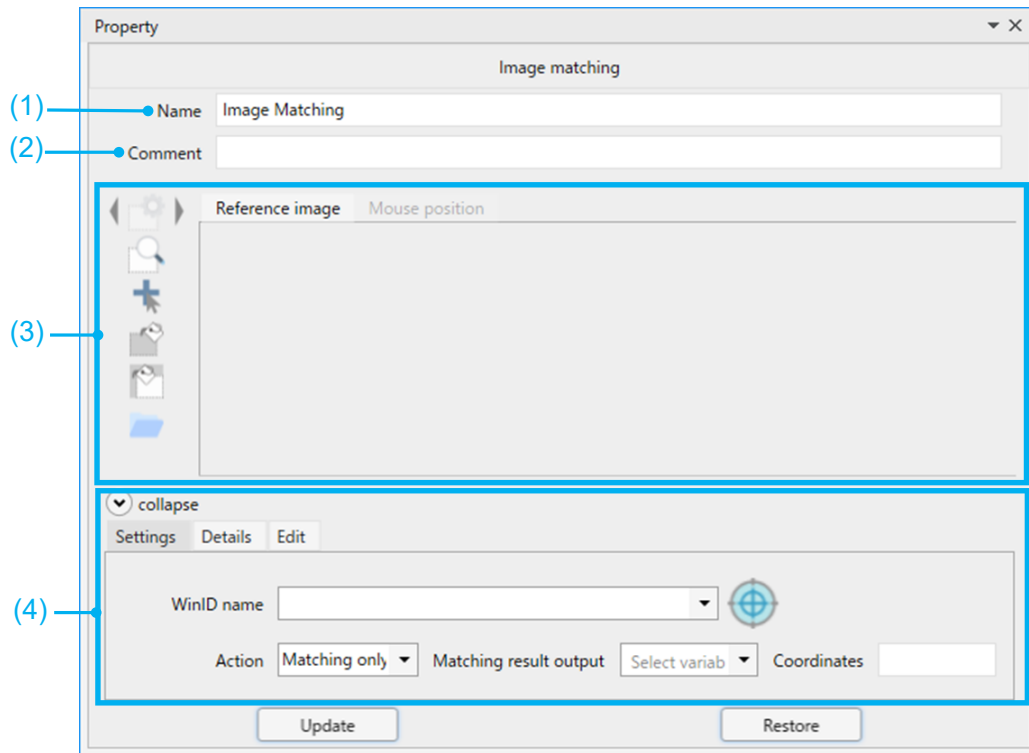 Property
Image matching
(1) Name Image Matching
(2) Comment
Reference image Mouse position
(3)
collapse
Settings Details Edit
(4) WinID name
Action Matching only Matching result output Select variab Coordinates
Update Restore